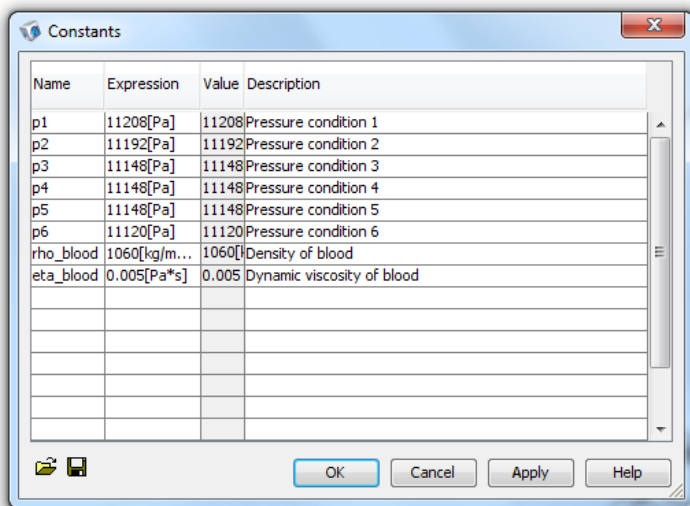 Constants
Name Expression Value Description
p1 11208[Pa] 11208 Pressure condition 1
p2 11192[Pa] 11192 Pressure condition 2
p3 11148[Pa] 11148 Pressure condition 3
p4 11148[Pa] 11148 Pressure condition 4
p5 11148[Pa] 11148 Pressure condition 5
p6 11120[Pa] 11120 Pressure condition 6
rho_blood 1060[kg/m... 1060[ Density of blood
eta_blood 0.005[Pa*s] 0.005 Dynamic viscosity of blood
OK Cancel Apply Help